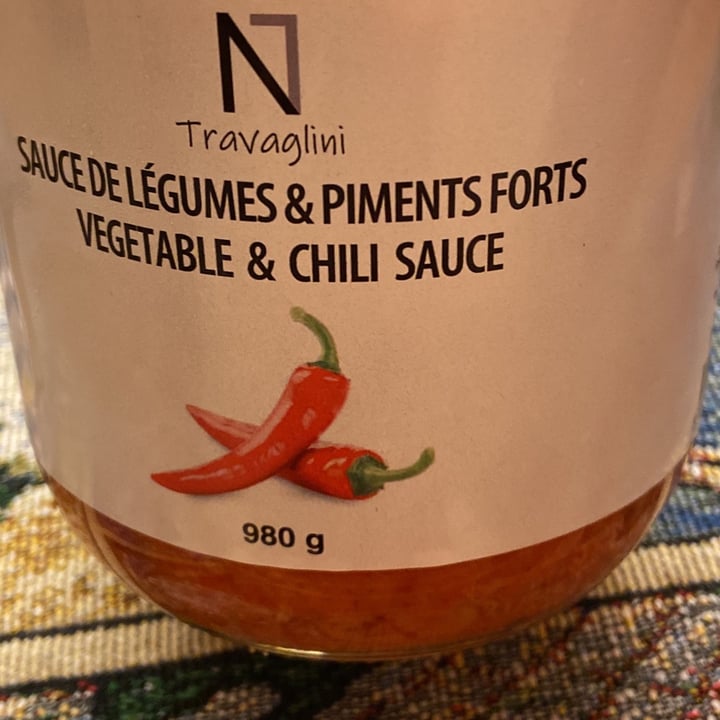 N
Travaglini
SAUCE DE LÉGUMES & PIMENTS FORTS
VEGETABLE & CHILI SAUCE
980 g